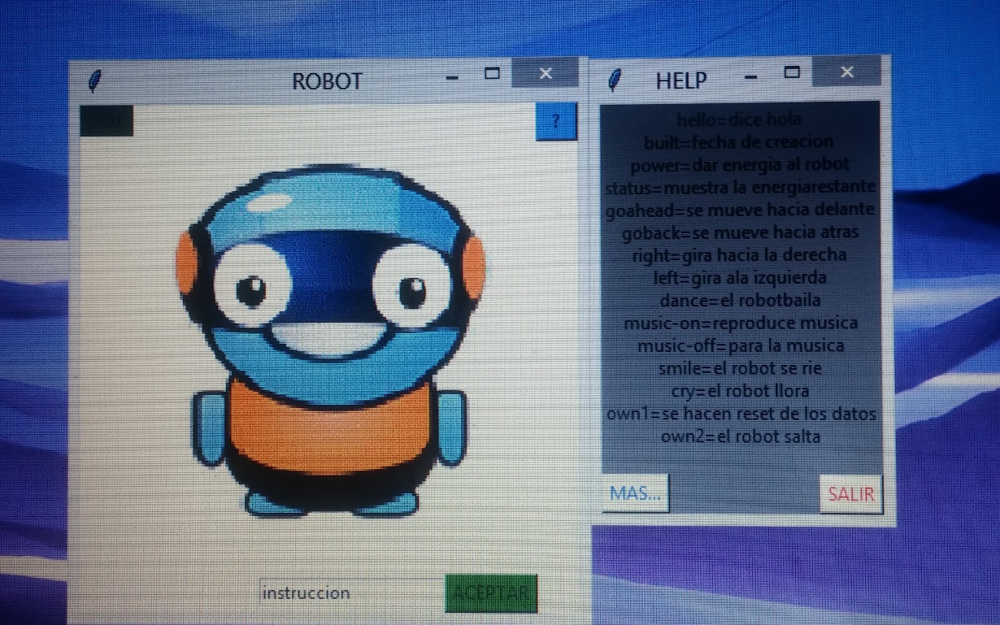 ROBOT
?
instruccion
ACEPTAR
HELP
hello=dice hola
built=fecha de creacion
power=da energia al robot
status=muestra la energiarestante
goahead=se mueve hacia delante
goback=se mueve hacia atras
right=gira hacia la derecha
left=gira ala izquierda
dance=el robotbaila
music-on=reproduce musica
music-off=para la musica
smile=el robot se rie
cry=el robot llora
own1=se hacen reset de los datos
own2=el robot salta
MAS...
SALIR